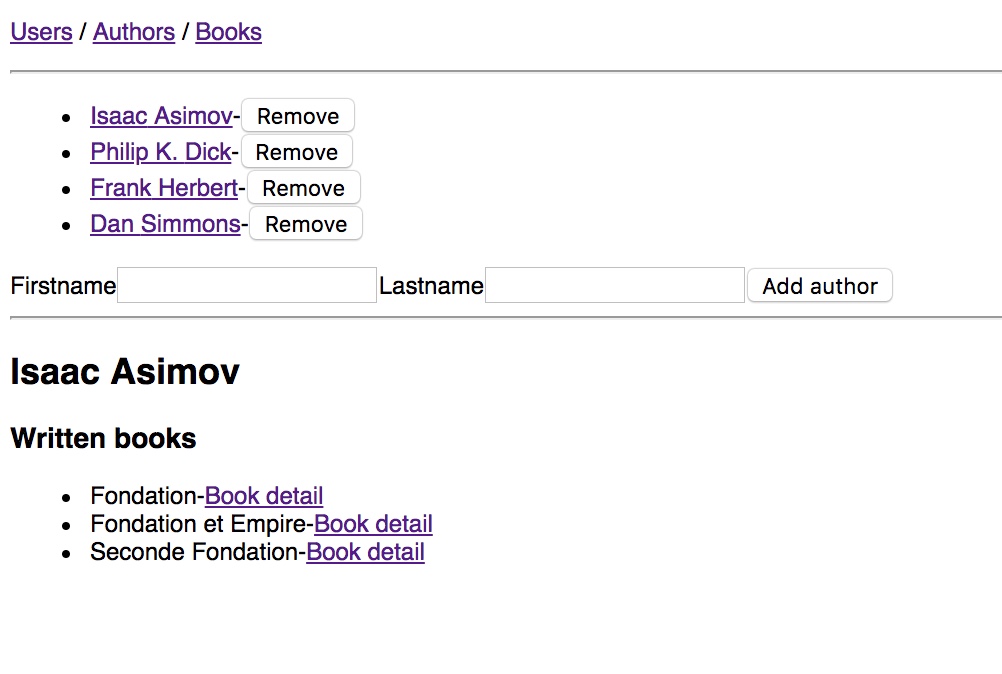 Users / Authors / Books
Isaac Asimov-Remove
Philip K. Dick-Remove
Frank Herbert-Remove
Dan Simmons-Remove
Firstname Lastname Add author
Isaac Asimov
Written books
Fondation-Book detail
Fondation et Empire-Book detail
Seconde Fondation-Book detail